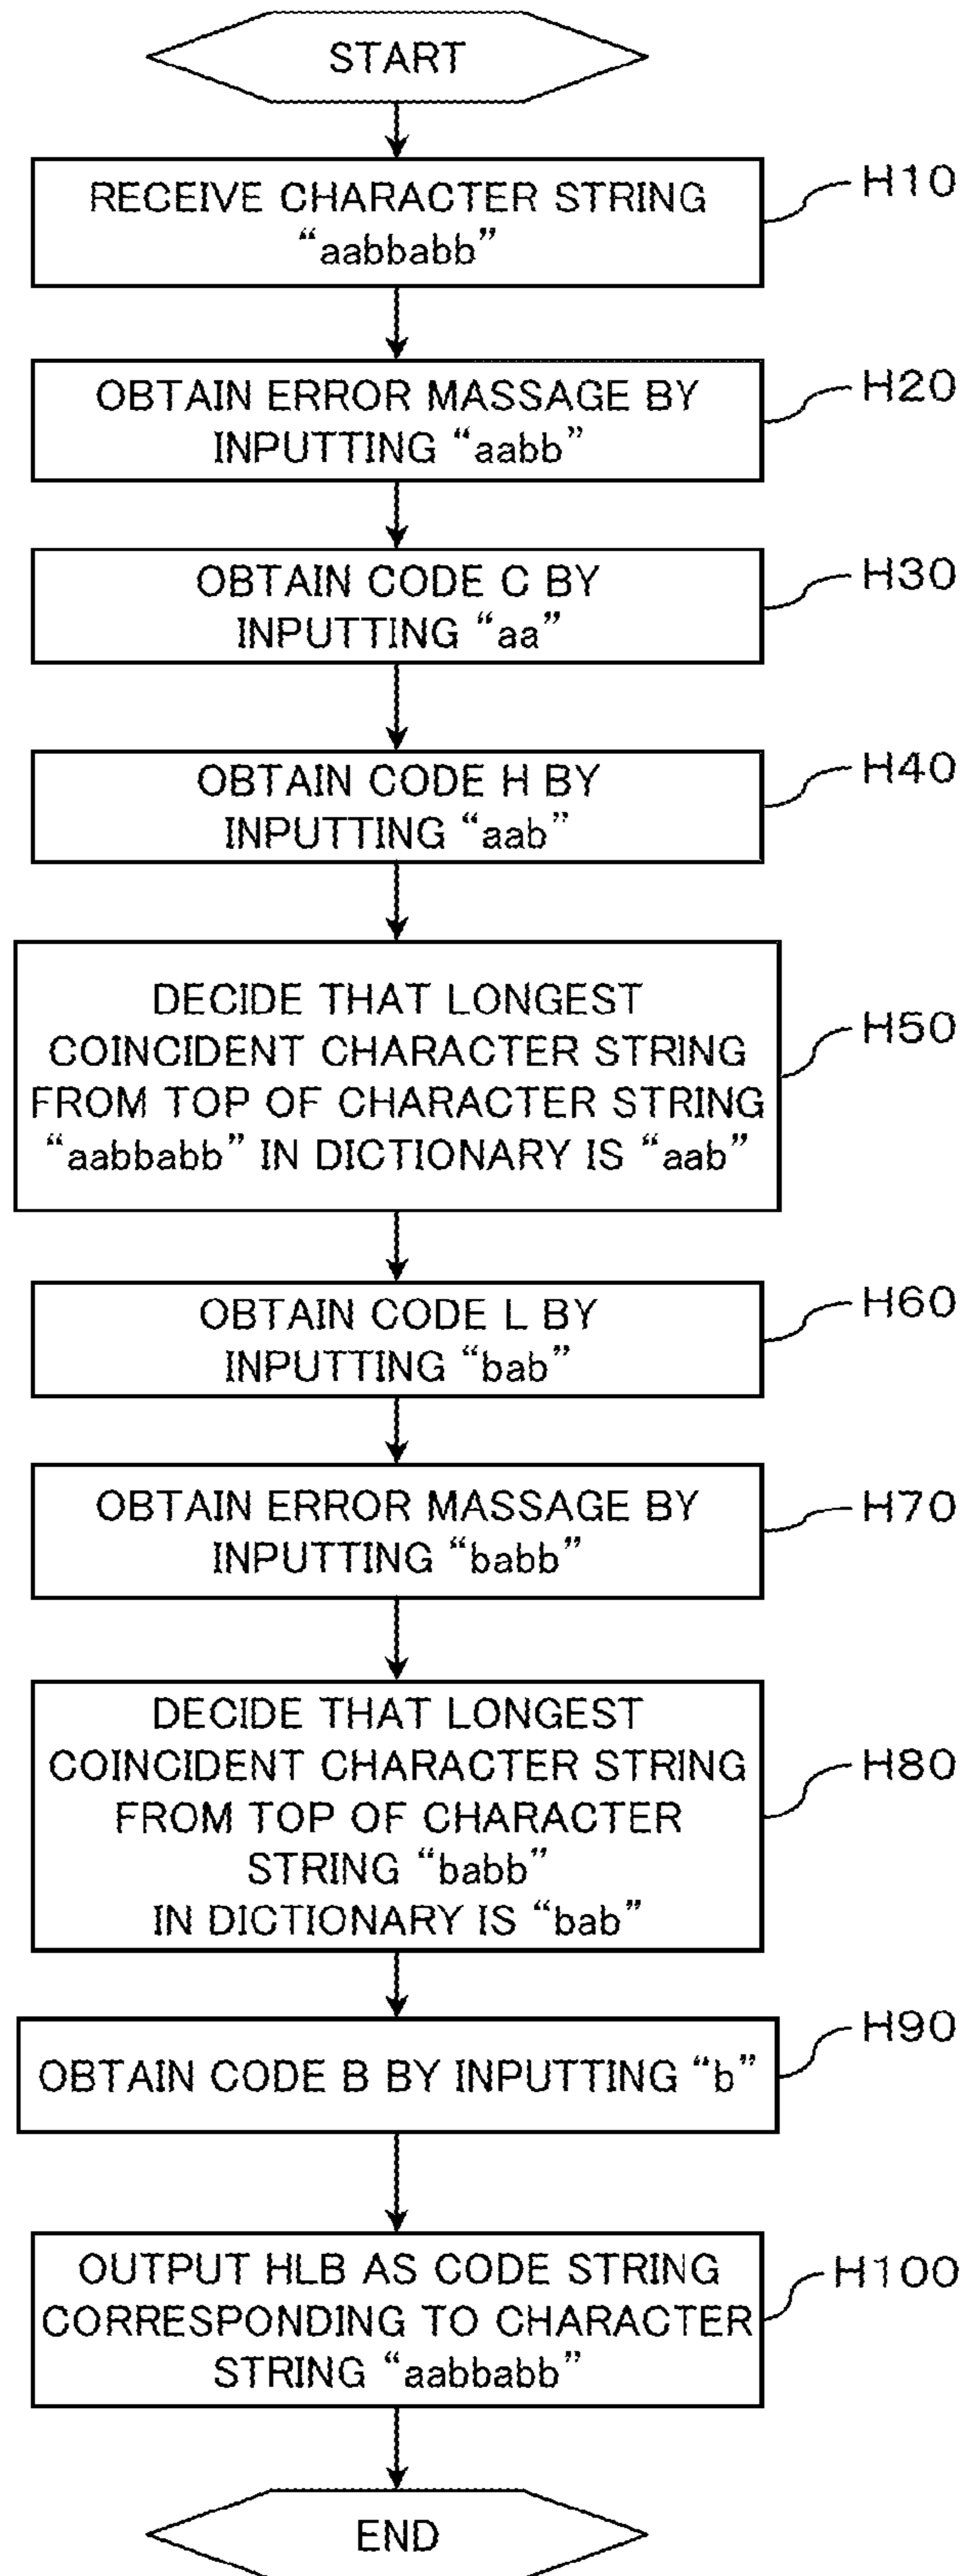 START
RECEIVE CHARACTER STRING
“aabbabb”
H10
OBTAIN ERROR MASSAGE BY
INPUTTING “aabb”
H20
OBTAIN CODE C BY
INPUTTING “aa”
H30
OBTAIN CODE H BY
INPUTTING “aab”
H40
DECIDE THAT LONGEST
COINCIDENT CHARACTER STRING
FROM TOP OF CHARACTER STRING
“aabbabb” IN DICTIONARY IS “aab”
H50
OBTAIN CODE L BY
INPUTTING “bab”
H60
OBTAIN ERROR MASSAGE BY
INPUTTING “babb”
H70
DECIDE THAT LONGEST
COINCIDENT CHARACTER STRING
FROM TOP OF CHARACTER
STRING “babb”
IN DICTIONARY IS “bab”
H80
OBTAIN CODE B BY INPUTTING “b”
H90
OUTPUT HLB AS CODE STRING
CORRESPONDING TO CHARACTER
STRING “aabbabb”
H100
END